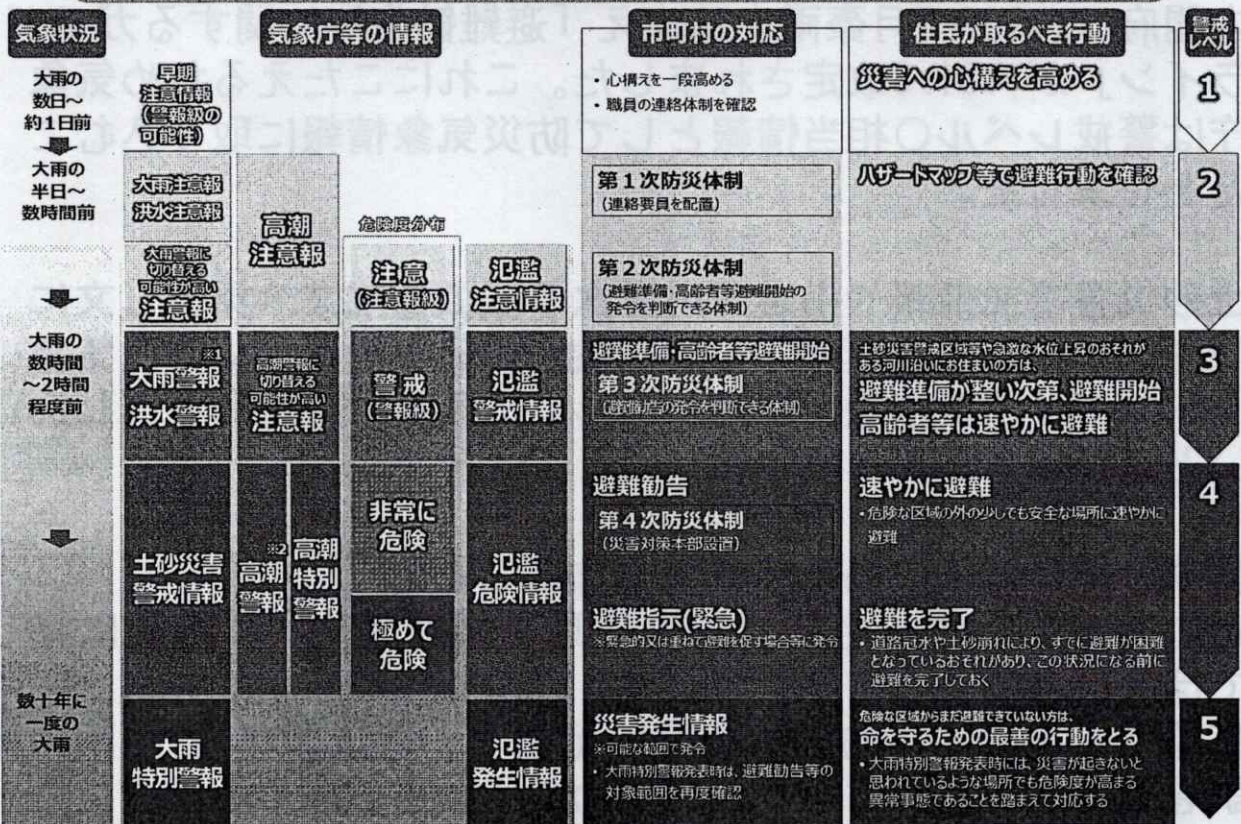 気象状況
気象庁等の情報
市町村の対応
住民が取るべき行動
警戒
レベル
大雨の
数日～
約1日前
早期
注意情報
(警報級の
可能性)
・心構えを一段高める
・職員の連絡体制を確認
災害への心構えを高める
1
大雨の
半日～
数時間前
大雨注意報
洪水注意報
高潮
注意報
危険度分布
第1次防災体制
(連絡要員を配置)
ハザードマップ等で避難行動を確認
2
大雨警報に
切り替える
可能性が高い
注意報
注意
(注意報級)
氾濫
注意情報
第2次防災体制
(避難準備・高齢者等避難開始の
発令を判断できる体制)
大雨の
数時間
～2時間
程度前
※1
大雨警報
洪水警報
高潮警報に
切り替える
可能性が高い
注意報
警戒
(警報級)
氾濫
警戒情報
避難準備・高齢者等避難開始
第3次防災体制
(避難勧告の発令を判断できる体制)
土砂災害警戒区域等や急激な水位上昇のおそれが
ある河川沿いにお住まいの方は、
避難準備が整い次第、避難開始
高齢者等は速やかに避難
3
土砂災害
警戒情報
※2
高潮
警報
高潮
特別
警報
非常に
危険
極めて
危険
氾濫
危険情報
避難勧告
第4次防災体制
(災害対策本部設置)
避難指示(緊急)
※緊急的又は重ねて避難を促す場合等に発令
速やかに避難
・危険な区域の外の少しでも安全な場所に速やかに
避難
避難を完了
・道路冠水や土砂崩れにより、すでに避難が困難
となっているおそれがあり、この状況になる前に
避難を完了しておく
4
数十年に
一度の
大雨
大雨
特別警報
氾濫
発生情報
災害発生情報
※可能な範囲で発令
・大雨特別警報発表時は、避難勧告等の
対象範囲を再度確認
危険な区域からまだ避難できていない方は、
命を守るための最善の行動をとる
・大雨特別警報発表時には、災害が起きないと
思われているような場所でも危険度が高まる
異常事態であることを踏まえて対応する
5